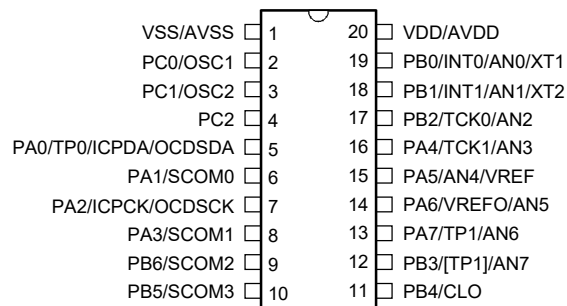 VSS/AVSS 1 20 VDD/AVDD
PC0/OSC1 2 19 PB0/INT0/AN0/XT1
PC1/OSC2 3 18 PB1/INT1/AN1/XT2
PC2 4 17 PB2/TCK0/AN2
PA0/TP0/ICPDA/OCDSDA 5 16 PA4/TCK1/AN3
PA1/SCOM0 6 15 PA5/AN4/VREF
PA2/ICPCK/OCDSCK 7 14 PA6/VREFO/AN5
PA3/SCOM1 8 13 PA7/TP1/AN6
PB6/SCOM2 9 12 PB3/[TP1]/AN7
PB5/SCOM3 10 11 PB4/CLO